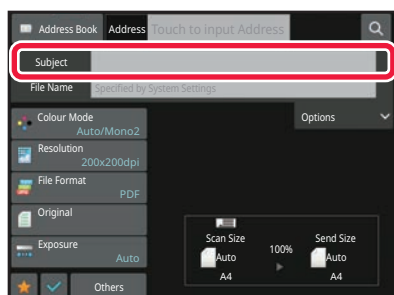 Address Book Address Touch to input Address
Subject
File Name Specified by System Settings
Colour Mode
Auto/Mono2
Options
Resolution
200x200dpi
File Format
PDF
Original
Exposure
Auto
Scan Size 100% Send Size
Auto Auto
A4 A4
Others